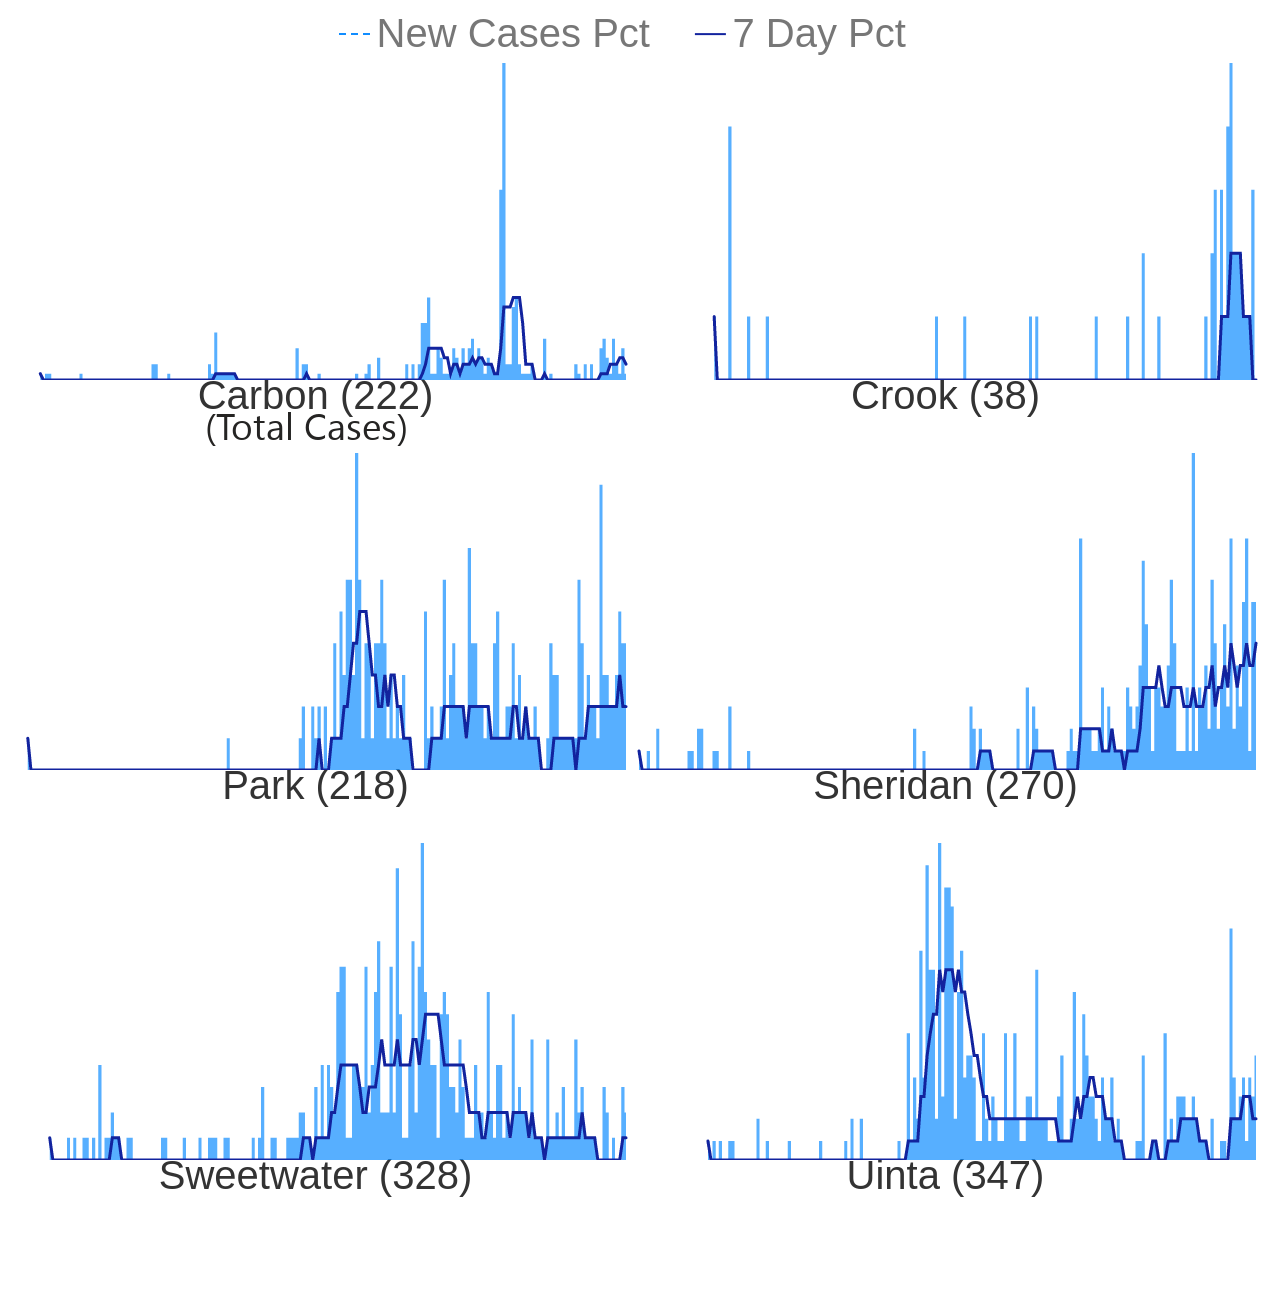 New Cases Pct 7 Day Pct
Carbon (222) Crook (38)
(Total Cases)
Park (218) Sheridan (270)
Sweetwater (328) Uinta (347)